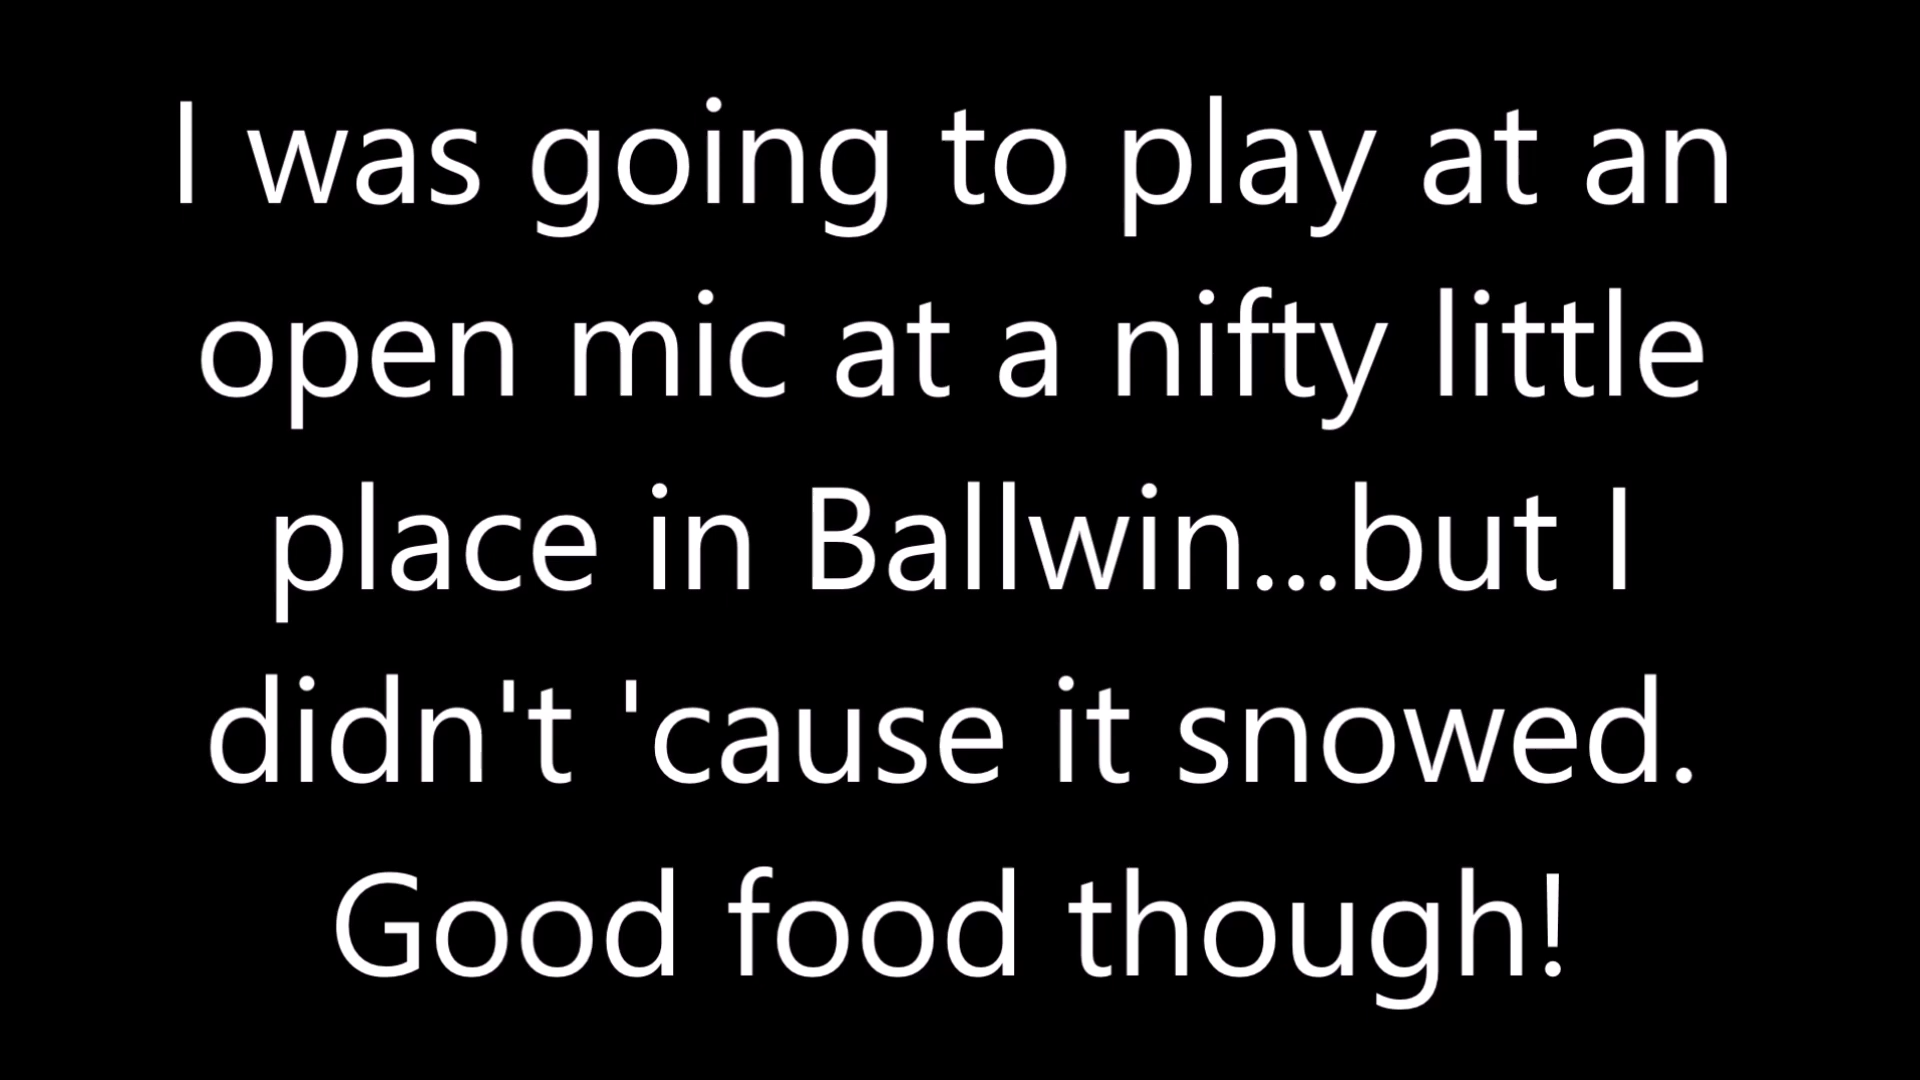 I was going to play at an
open mic at a nifty little
place in Ballwin...but I
didn't 'cause it snowed.
Good food though!